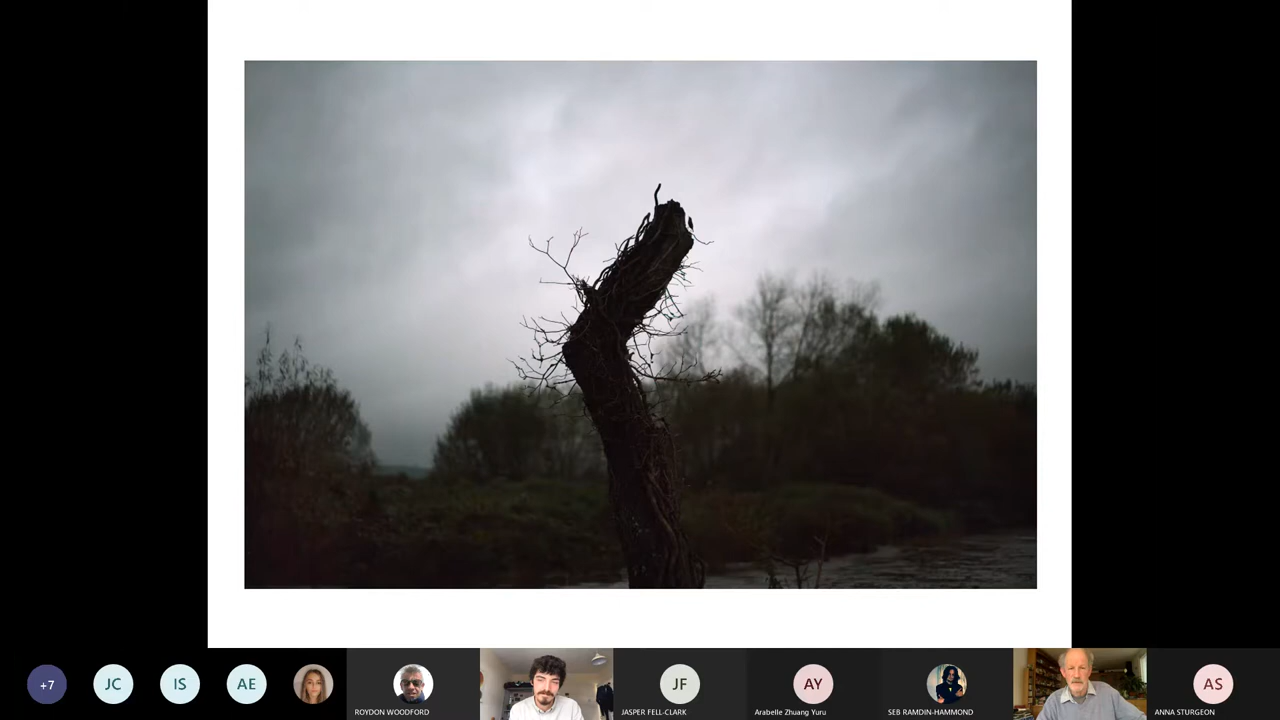 +7
JC
IS
AE
ROYDON WOODFORD
JF
JASPER FELL-CLARK
AY
Arabelle Zhuang Yuru
SEB RAMDIN-HAMMOND
AS
ANNA STURGEON